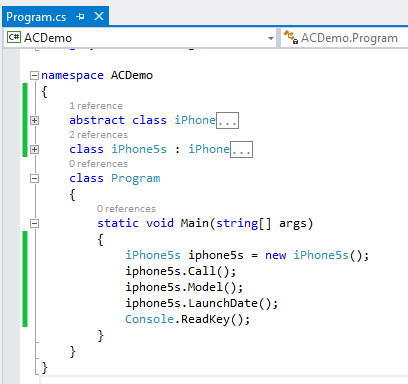 Program.cs
C# ACDemo ACDemo.Program
namespace ACDemo
{
1 reference
abstract class iPhone...
2 references
class iPhone5s : iPhone...
0 references
class Program
{
0 references
static void Main(string[] args)
{
iPhone5s iphone5s = new iPhone5s();
iphone5s.Call();
iphone5s.Model();
iphone5s.LaunchDate();
Console.ReadKey();
}
}
}